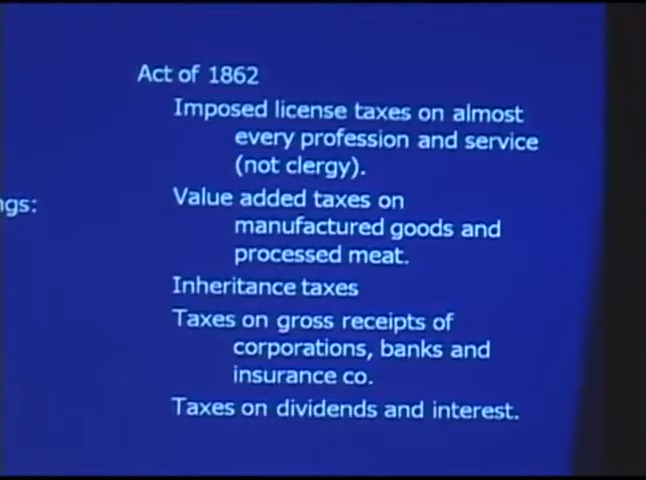 Act of 1862
Imposed license taxes on almost
every profession and service
(not clergy).
ngs:
Value added taxes on
manufactured goods and
processed meat.
Inheritance taxes
Taxes on gross receipts of
corporations, banks and
insurance co.
Taxes on dividends and interest.